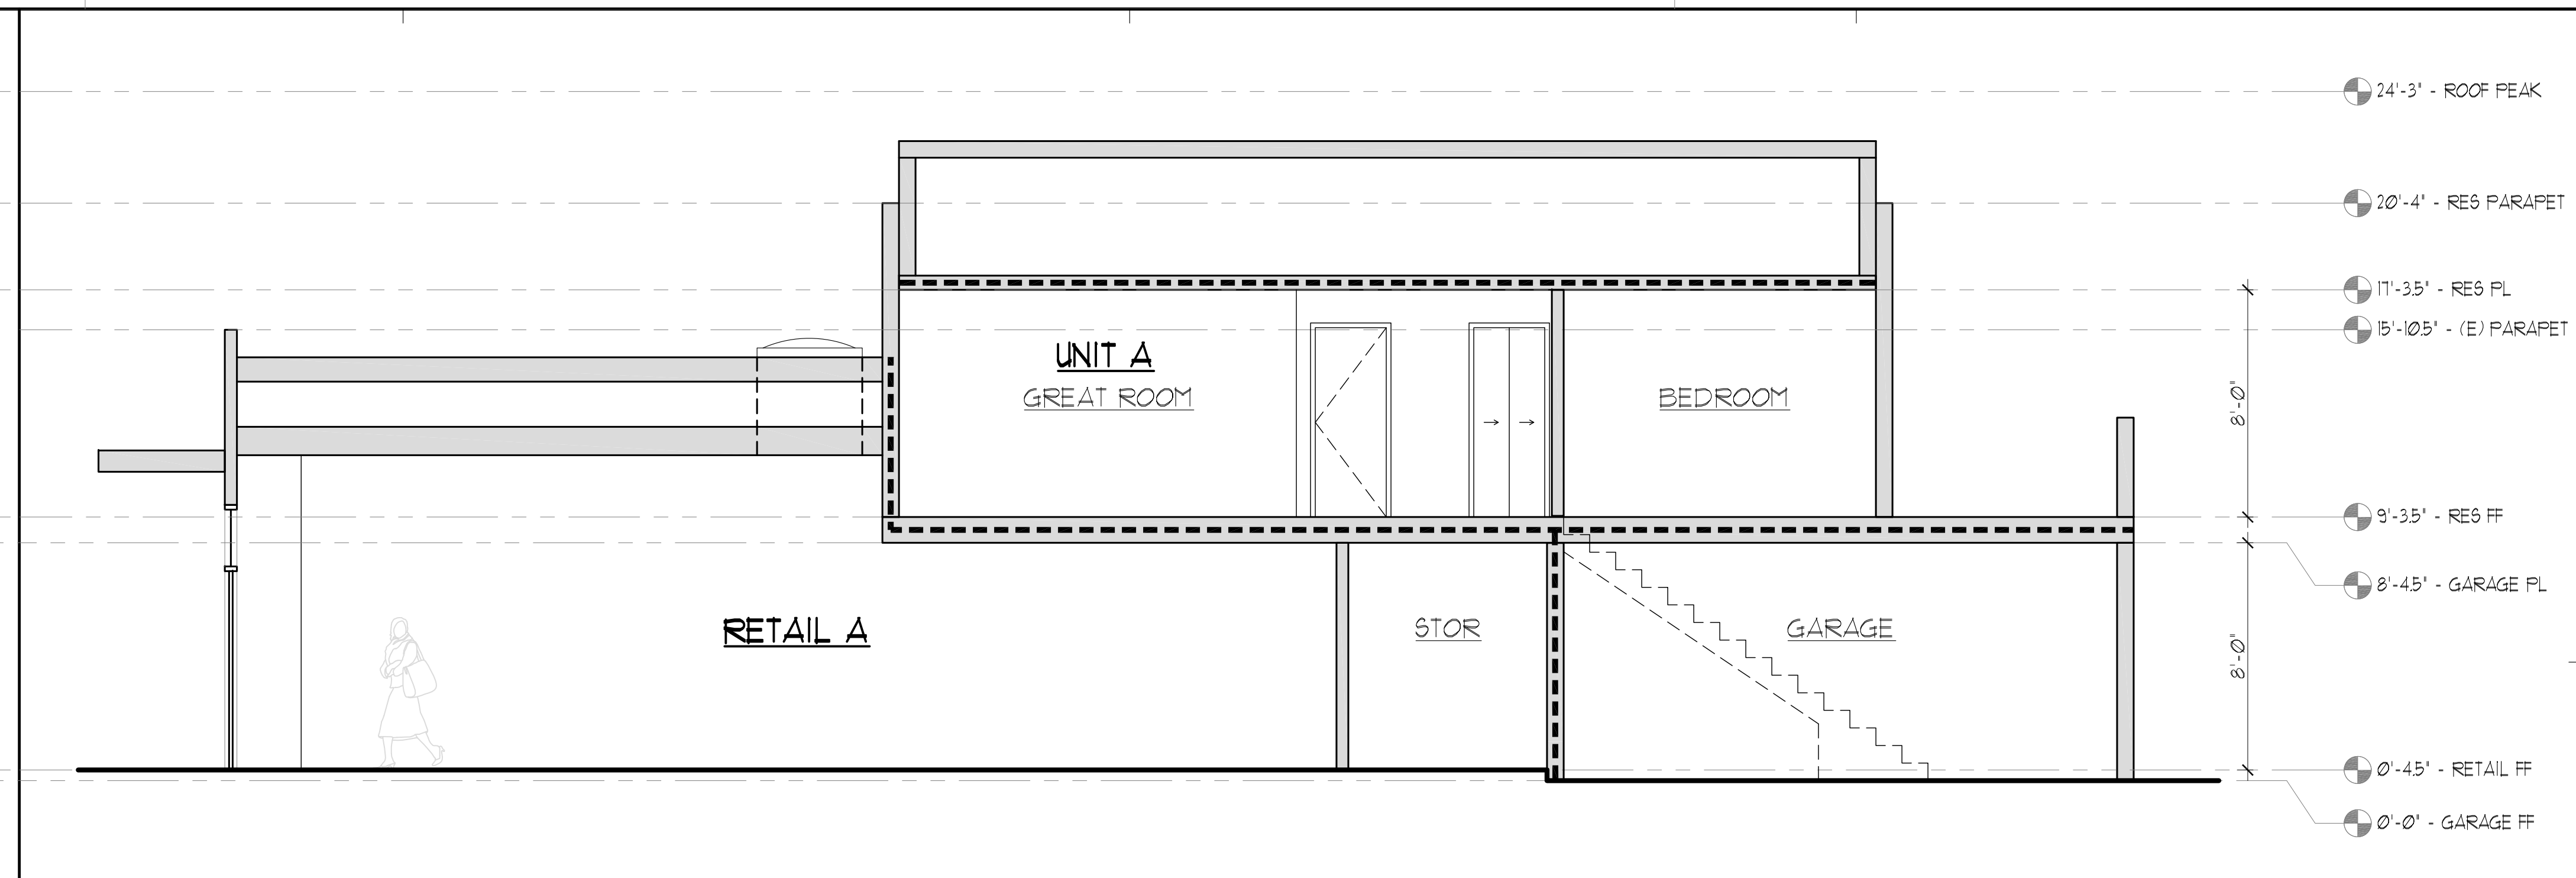 24'-3" - ROOF PEAK
20'-4" - RES PARAPET
17'-3.5" - RES PL
15'-10.5" - (E) PARAPET
UNIT A
GREAT ROOM
BEDROOM
8'-0"
9'-3.5" - RES FF
8'-4.5" - GARAGE PL
RETAIL A
STOR
GARAGE
8'-0"
0'-4.5" - RETAIL FF
0'-0" - GARAGE FF